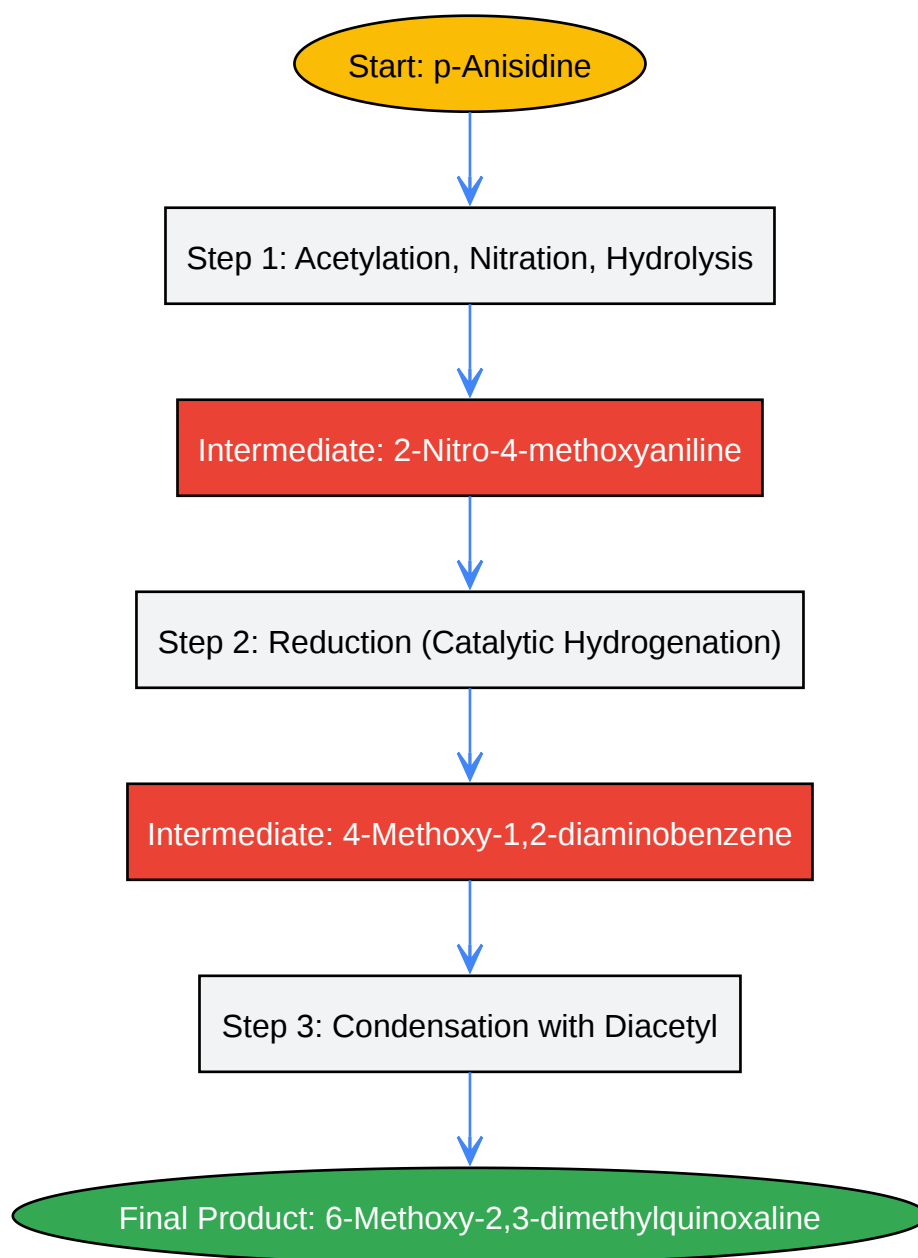 Start: p-Anisidine
Step 1: Acetylation, Nitration, Hydrolysis
Intermediate: 2-Nitro-4-methoxyaniline
Step 2: Reduction (Catalytic Hydrogenation)
Intermediate: 4-Methoxy-1,2-diaminobenzene
Step 3: Condensation with Diacetyl
Final Product: 6-Methoxy-2,3-dimethylquinoxaline